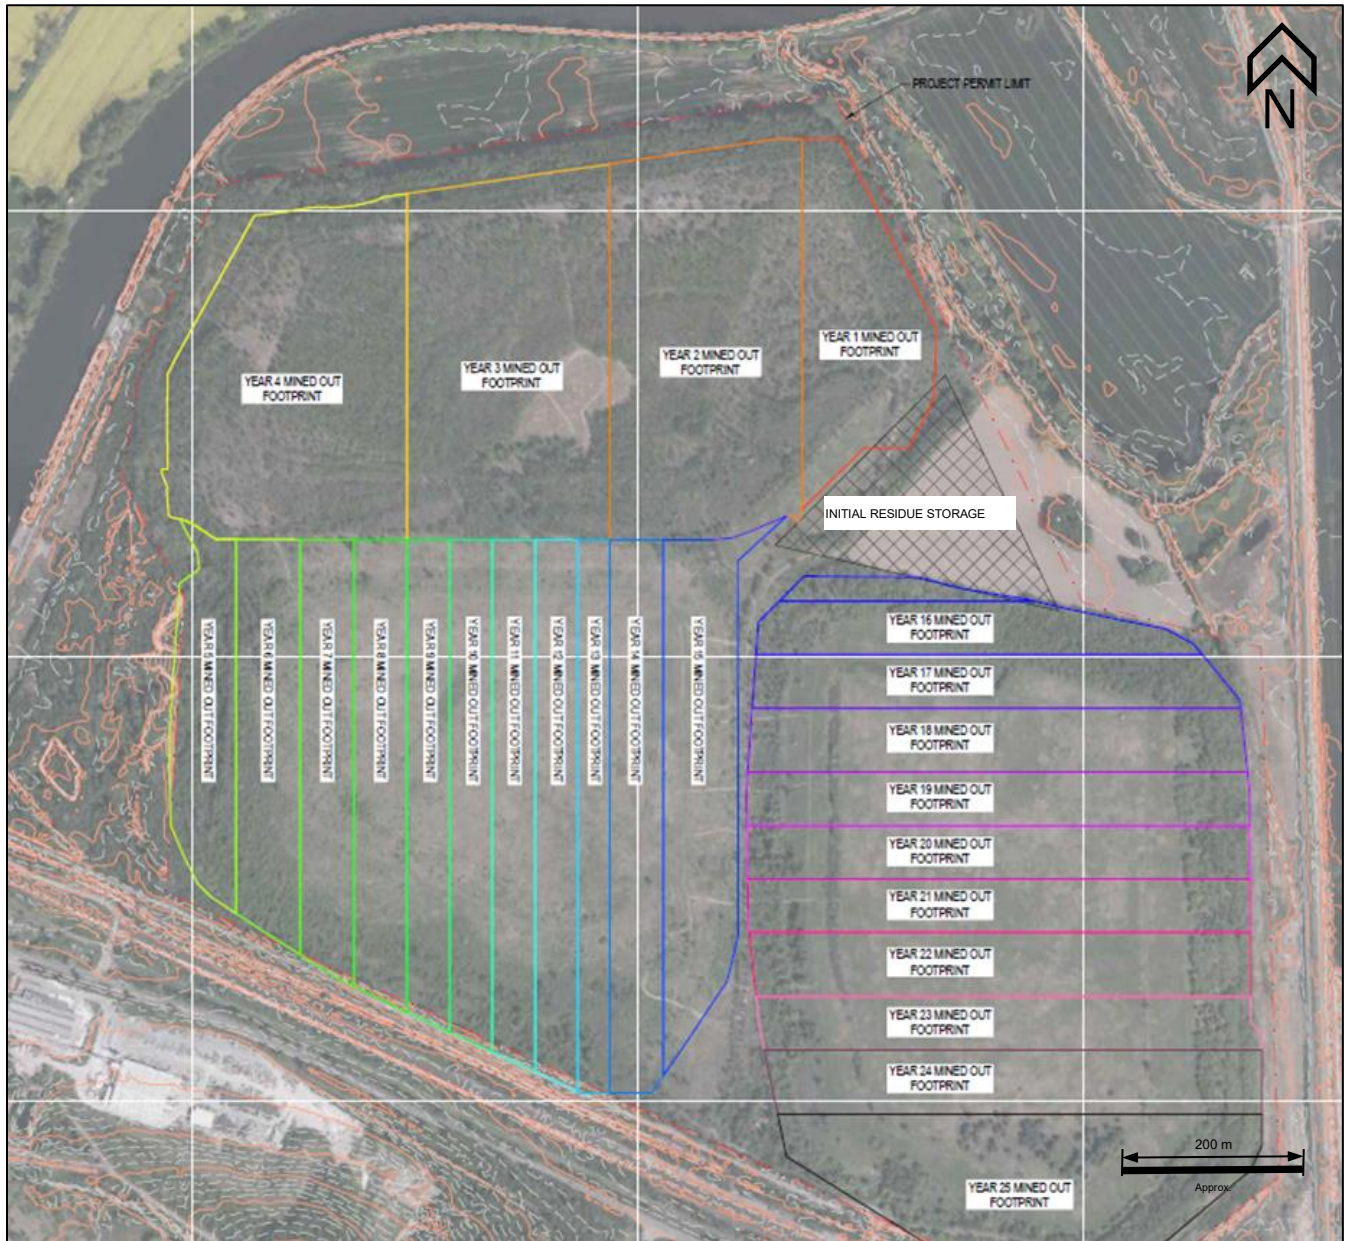 PROJECT PERMIT LIMIT
N
YEAR 1 MINED OUT
FOOTPRINT
YEAR 2 MINED OUT
FOOTPRINT
YEAR 3 MINED OUT
FOOTPRINT
YEAR 4 MINED OUT
FOOTPRINT
INITIAL RESIDUE STORAGE
YEAR 5 MINED OUT FOOTPRINT
YEAR 6 MINED OUT FOOTPRINT
YEAR 7 MINED OUT FOOTPRINT
YEAR 8 MINED OUT FOOTPRINT
YEAR 9 MINED OUT FOOTPRINT
YEAR 10 MINED OUT FOOTPRINT
YEAR 11 MINED OUT FOOTPRINT
YEAR 12 MINED OUT FOOTPRINT
YEAR 13 MINED OUT FOOTPRINT
YEAR 14 MINED OUT FOOTPRINT
YEAR 15 MINED OUT FOOTPRINT
YEAR 16 MINED OUT
FOOTPRINT
YEAR 17 MINED OUT
FOOTPRINT
YEAR 18 MINED OUT
FOOTPRINT
YEAR 19 MINED OUT
FOOTPRINT
YEAR 20 MINED OUT
FOOTPRINT
YEAR 21 MINED OUT
FOOTPRINT
YEAR 22 MINED OUT
FOOTPRINT
YEAR 23 MINED OUT
FOOTPRINT
YEAR 24 MINED OUT
FOOTPRINT
YEAR 25 MINED OUT
FOOTPRINT
200 m
Approx.